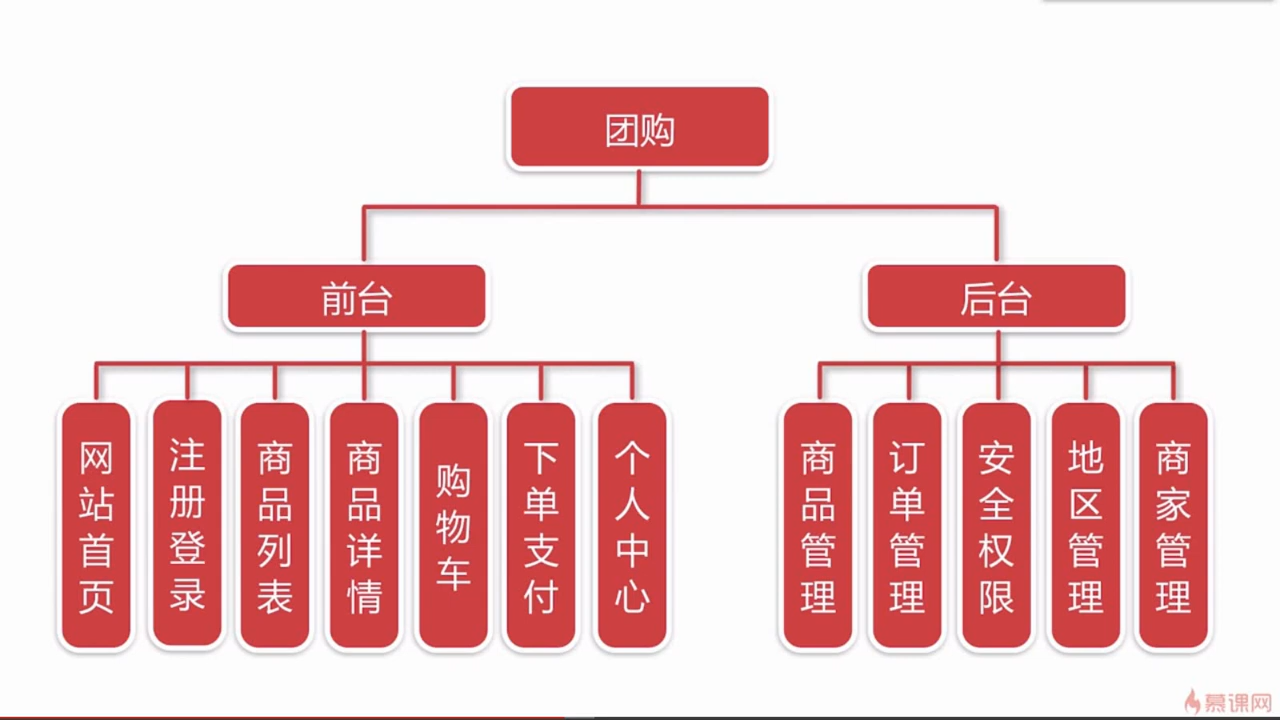 团购
前台
后台
网站首页
注册登录
商品列表
商品详情
购物车
下单支付
个人中心
商品管理
订单管理
安全权限
地区管理
商家管理
慕课网